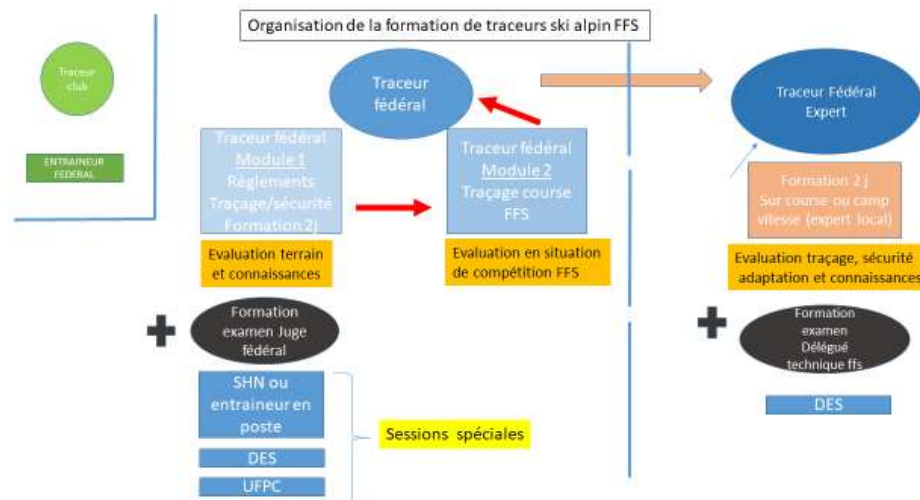 Organisation de la formation de traceurs ski alpin FFS
Traceur
club
ENTRAINEUR
FEDERAL
Traceur
fédéral
Traceur fédéral
Module 1
Règlements
Traçage/sécurité
Formation 2j
Evaluation terrain
et connaissances
Formation
examen Juge
fédéral
SHN ou
entraineur en
poste
DES
UFPC
Sessions spéciales
Traceur fédéral
Module 2
Traçage course
FFS
Evaluation en situation
de compétition FFS
Traceur Fédéral
Expert
Formation 2 j
Sur course ou camp
vitesse (expert local)
Evaluation traçage, sécurité
adaptation et connaissances
Formation
examen
Délégué
technique ffs
DES